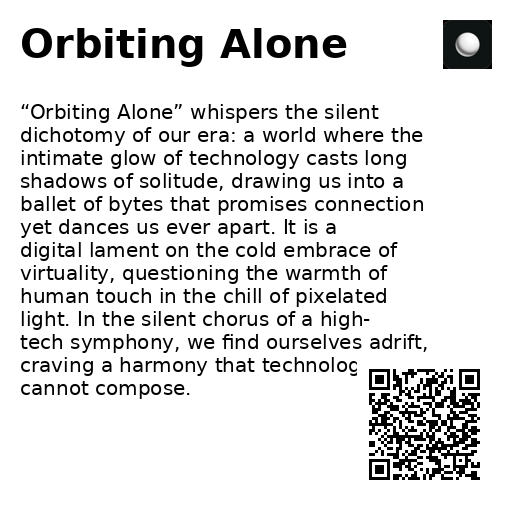 Orbiting Alone
“Orbiting Alone” whispers the silent
dichotomy of our era: a world where the
intimate glow of technology casts long
shadows of solitude, drawing us into a
ballet of bytes that promises connection
yet dances us ever apart. It is a
digital lament on the cold embrace of
virtuality, questioning the warmth of
human touch in the chill of pixelated
light. In the silent chorus of a high-
tech symphony, we find ourselves adrift,
craving a harmony that technolog
cannot compose.